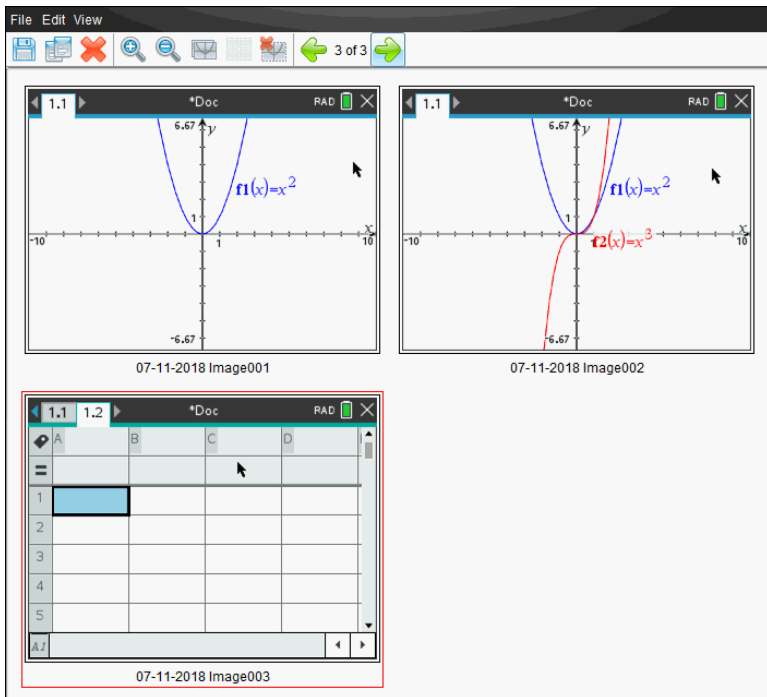 File Edit View
3 of 3
1.1 *Doc RAD
6.67 y
f1(x)=x²
1
-10 1 x 10
-6.67
07-11-2018 Image001
1.1 *Doc RAD
6.67 y
f1(x)=x²
1
-10 1 x 10
f2(x)=x³
-6.67
07-11-2018 Image002
1.1 1.2 *Doc RAD
A B C D
=
1
2
3
4
5
A1
07-11-2018 Image003